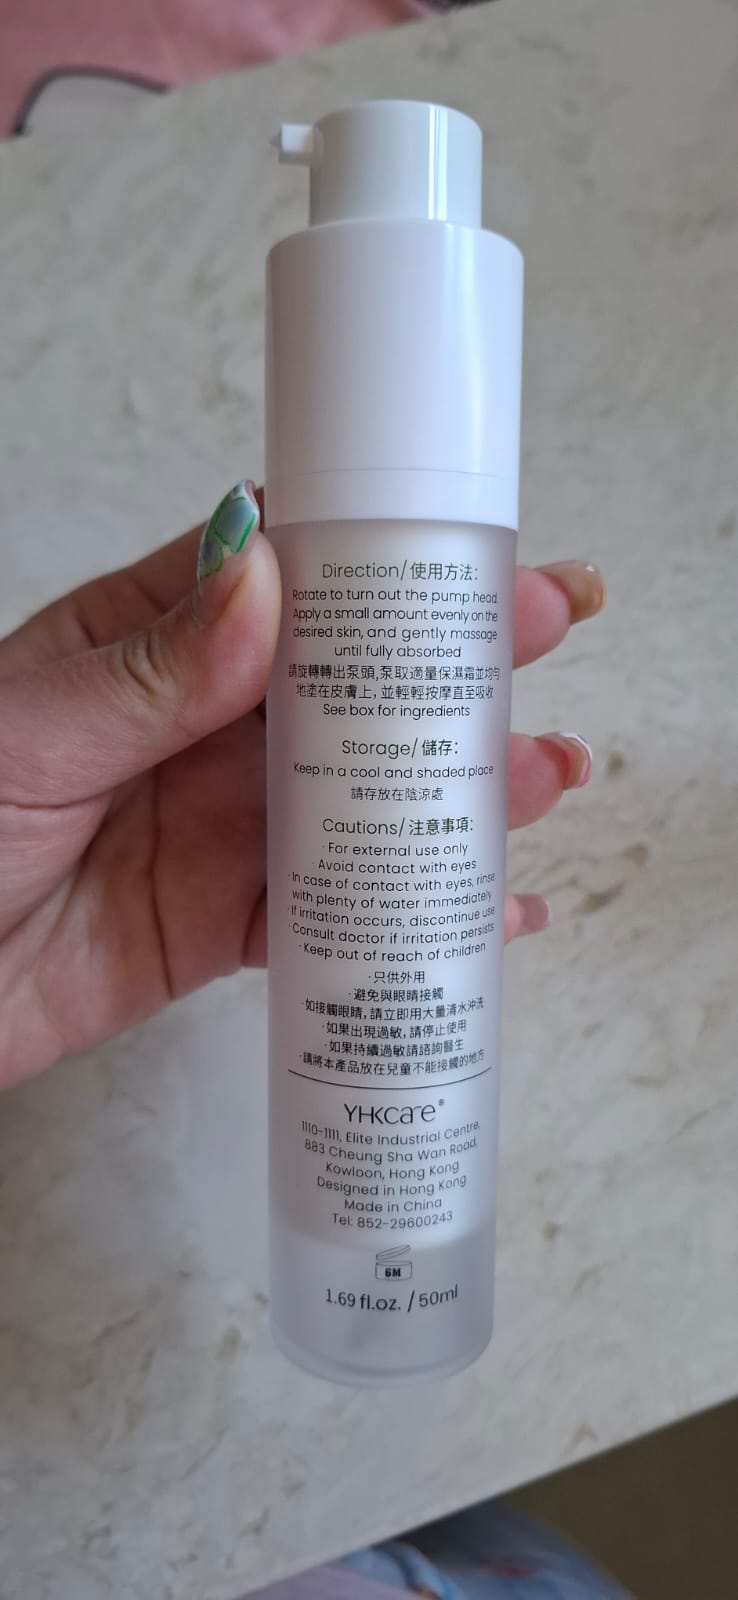 Direction/使用方法:
Rotate to turn out the pump head.
Apply a small amount evenly on the
desired skin, and gently massage
until fully absorbed
請旋轉轉出泵頭,泵取適量保濕霜並均勻
地塗在皮膚上, 並輕輕按摩直至吸收
See box for ingredients
Storage/儲存:
Keep in a cool and shaded place
請存放在陰涼處
Cautions/注意事項:
· For external use only
· Avoid contact with eyes
· In case of contact with eyes, rinse
with plenty of water immediately
· If irritation occurs, discontinue use
· Consult doctor if irritation persists
· Keep out of reach of children
· 只供外用
· 避免與眼睛接觸
· 如接觸眼睛, 請立即用大量清水沖洗
· 如果出現過敏, 請停止使用
· 如果持續過敏請諮詢醫生
· 請將本產品放在兒童不能接觸的地方
YHKcare®
1110-1111, Elite Industrial Centre,
883 Cheung Sha Wan Road,
Kowloon, Hong Kong
Designed in Hong Kong
Made in China
Tel: 852-29600243
6M
1.69 fl.oz. / 50ml